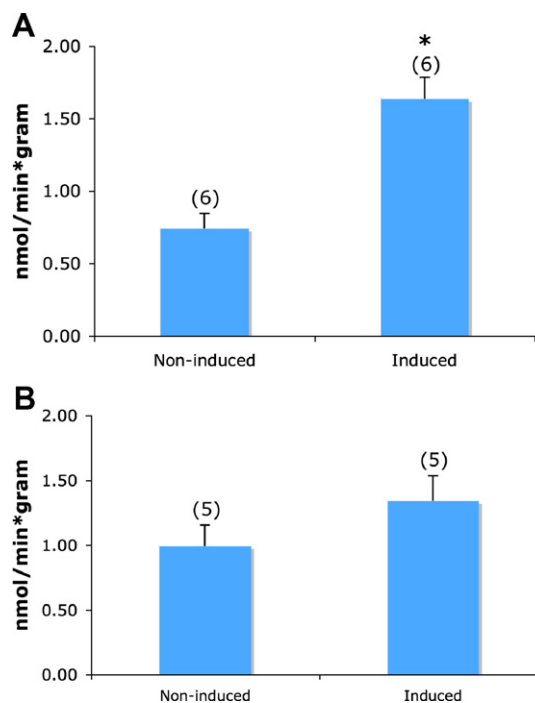 A
nmol/min*gram
2.00
1.50
1.00
0.50
0.00
(6)
*
(6)
Non-induced Induced
B
nmol/min*gram
2.00
1.50
1.00
0.50
0.00
(5)
(5)
Non-induced Induced